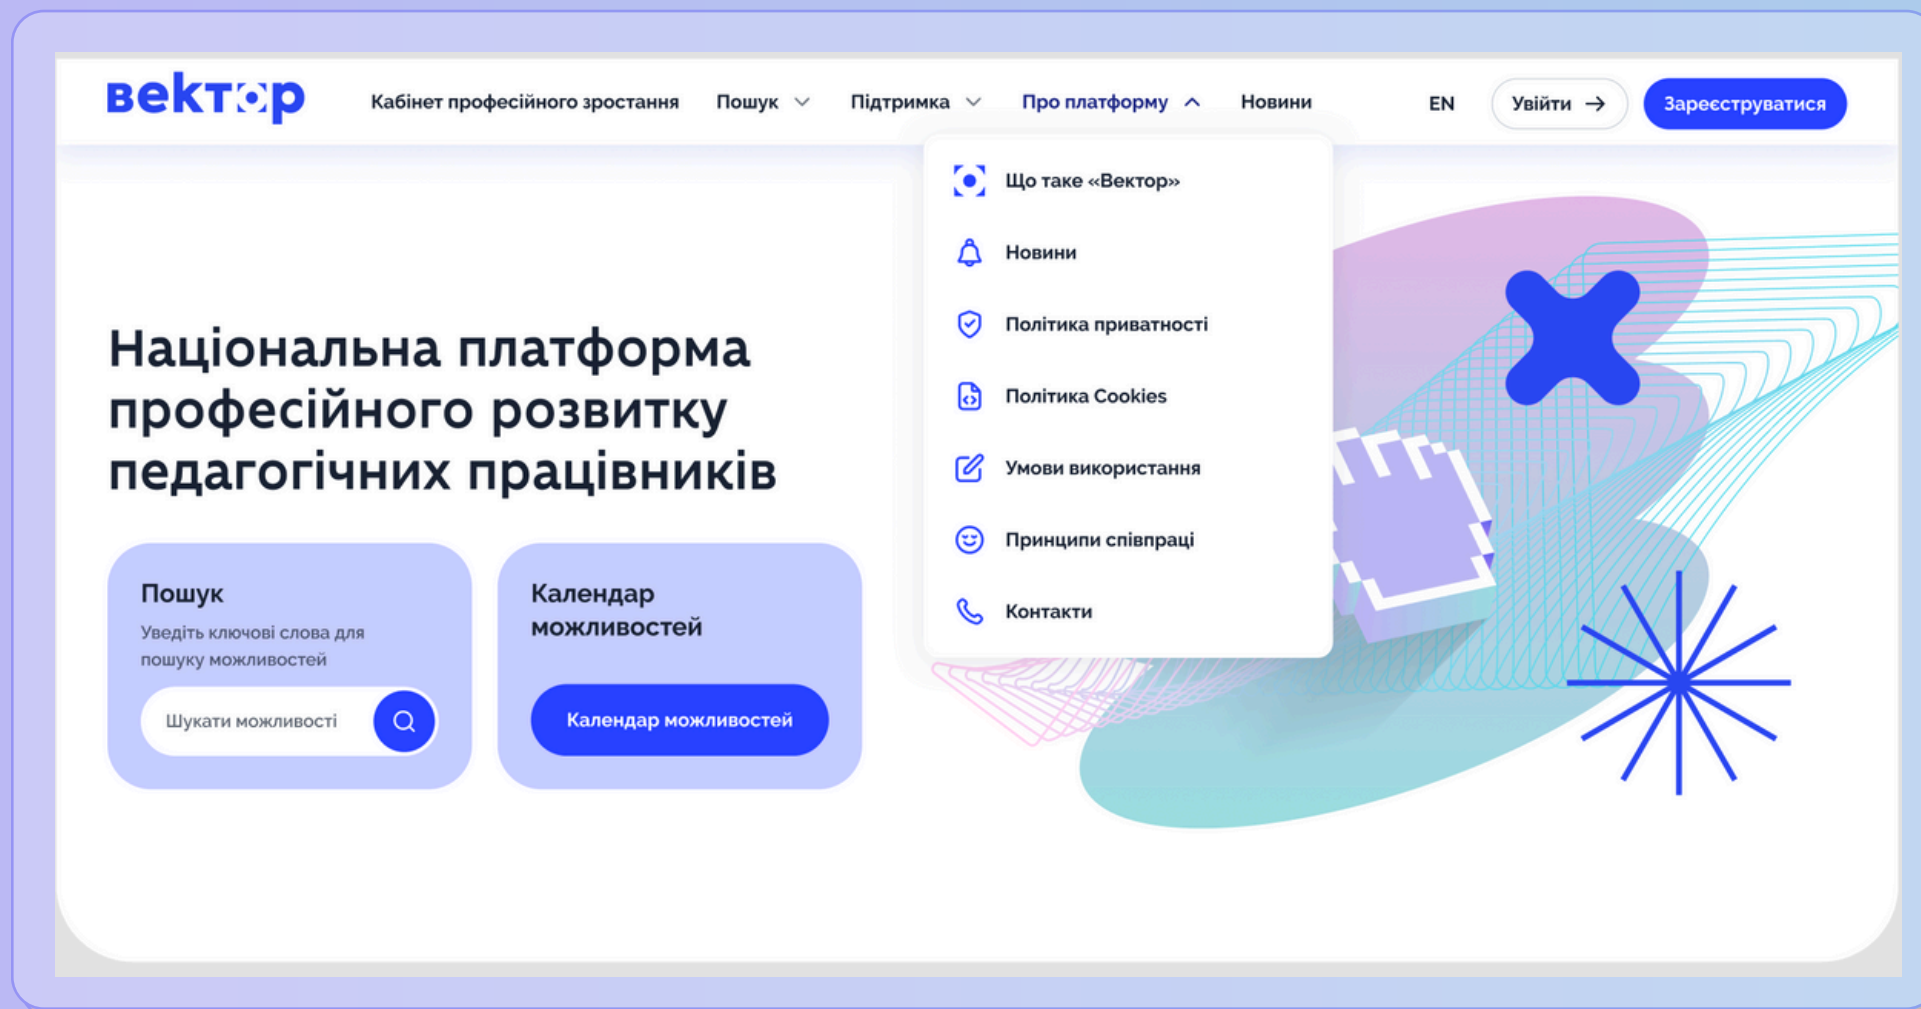 вектор
Кабінет професійного зростання
Пошук
Підтримка
Про платформу
Новини
EN
Увійти →
Зареєструватися
Що таке «Вектор»
Новини
Політика приватності
Політика Cookies
Умови використання
Принципи співпраці
Контакти
Національна платформа
професійного розвитку
педагогічних працівників
Пошук
Уведіть ключові слова для
пошуку можливостей
Шукати можливості
Календар
можливостей
Календар можливостей